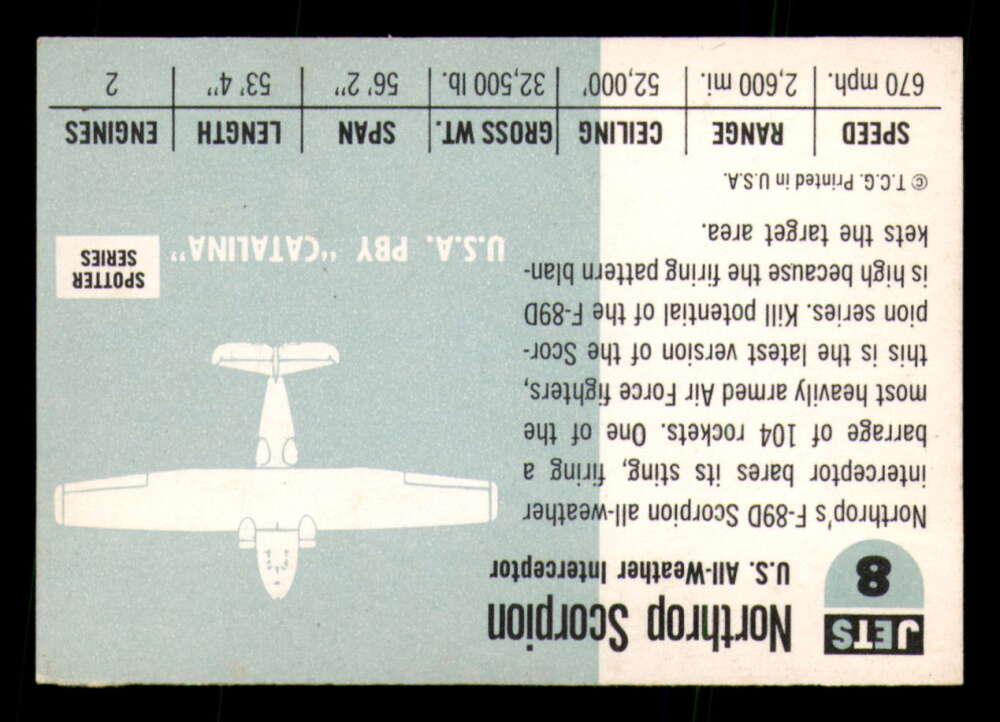 JETS
8
Northrop Scorpion
U.S. All-Weather Interceptor
Northrop's F-89D Scorpion all-weather
interceptor bares its sting, firing a
barrage of 104 rockets. One of the
most heavily armed Air Force fighters,
this is the latest version of the Scor-
pion series. Kill potential of the F-89D
is high because the firing pattern blan-
kets the target area.
© T.C.G. Printed in U.S.A.
U.S.A. PBY "CATALINA"
SPOTTER
SERIES
SPEED RANGE CEILING GROSS WT. SPAN LENGTH ENGINES
670 mph. 2,600 mi. 52,000' 32,500 lb. 56' 2" 53' 4" 2